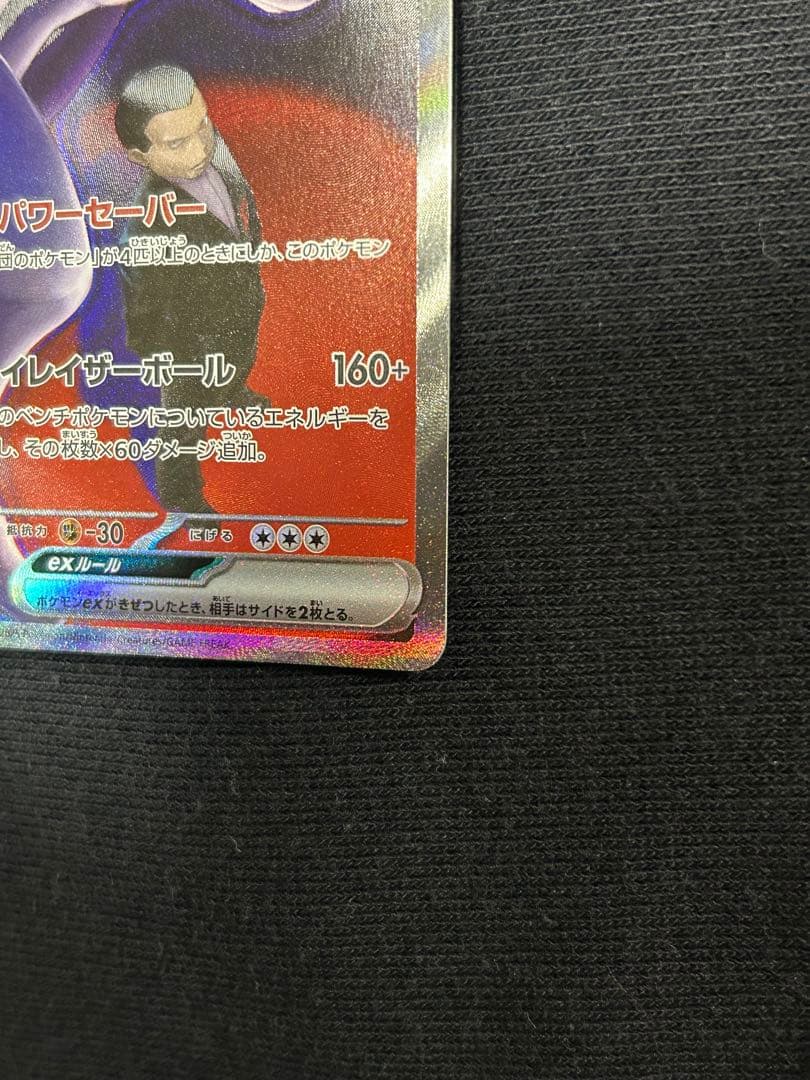 パワーセーバー
団のポケモン」が4匹以上のときにしか、このポケモン
イレイザーボール 160+
のベンチポケモンについているエネルギーを
し、その枚数×60ダメージ追加。
抵抗力 -30 にげる
exルール
ポケモンexがきぜつしたとき、相手はサイドを2枚とる。
Nintendo/Creatures/GAME FREAK